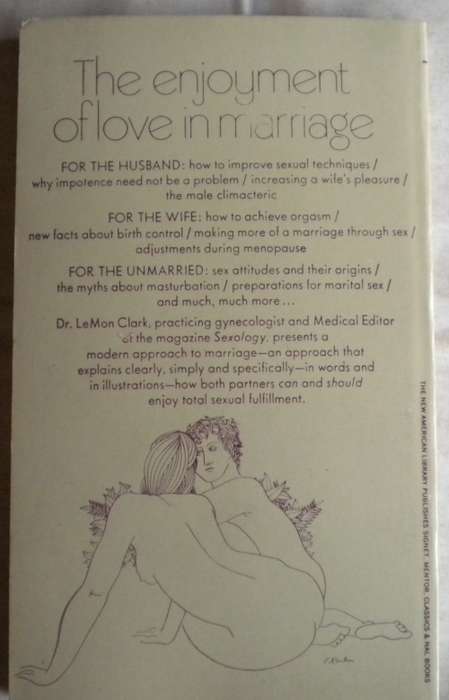 The enjoyment
of love in marriage
FOR THE HUSBAND: how to improve sexual techniques /
why impotence need not be a problem / increasing a wife's pleasure /
the male climacteric
FOR THE WIFE: how to achieve orgasm /
new facts about birth control / making more of a marriage through sex /
adjustments during menopause
FOR THE UNMARRIED: sex attitudes and their origins /
the myths about masturbation / preparations for marital sex /
and much, much more...
Dr. LeMon Clark, practicing gynecologist and Medical Editor
of the magazine Sexology, presents a
modern approach to marriage—an approach that
explains clearly, simply and specifically—in words and
in illustrations—how both partners can and should
enjoy total sexual fulfillment.
THE NEW AMERICAN LIBRARY PUBLISHES SIGNET, MENTOR, CLASSICS & NAL BOOKS